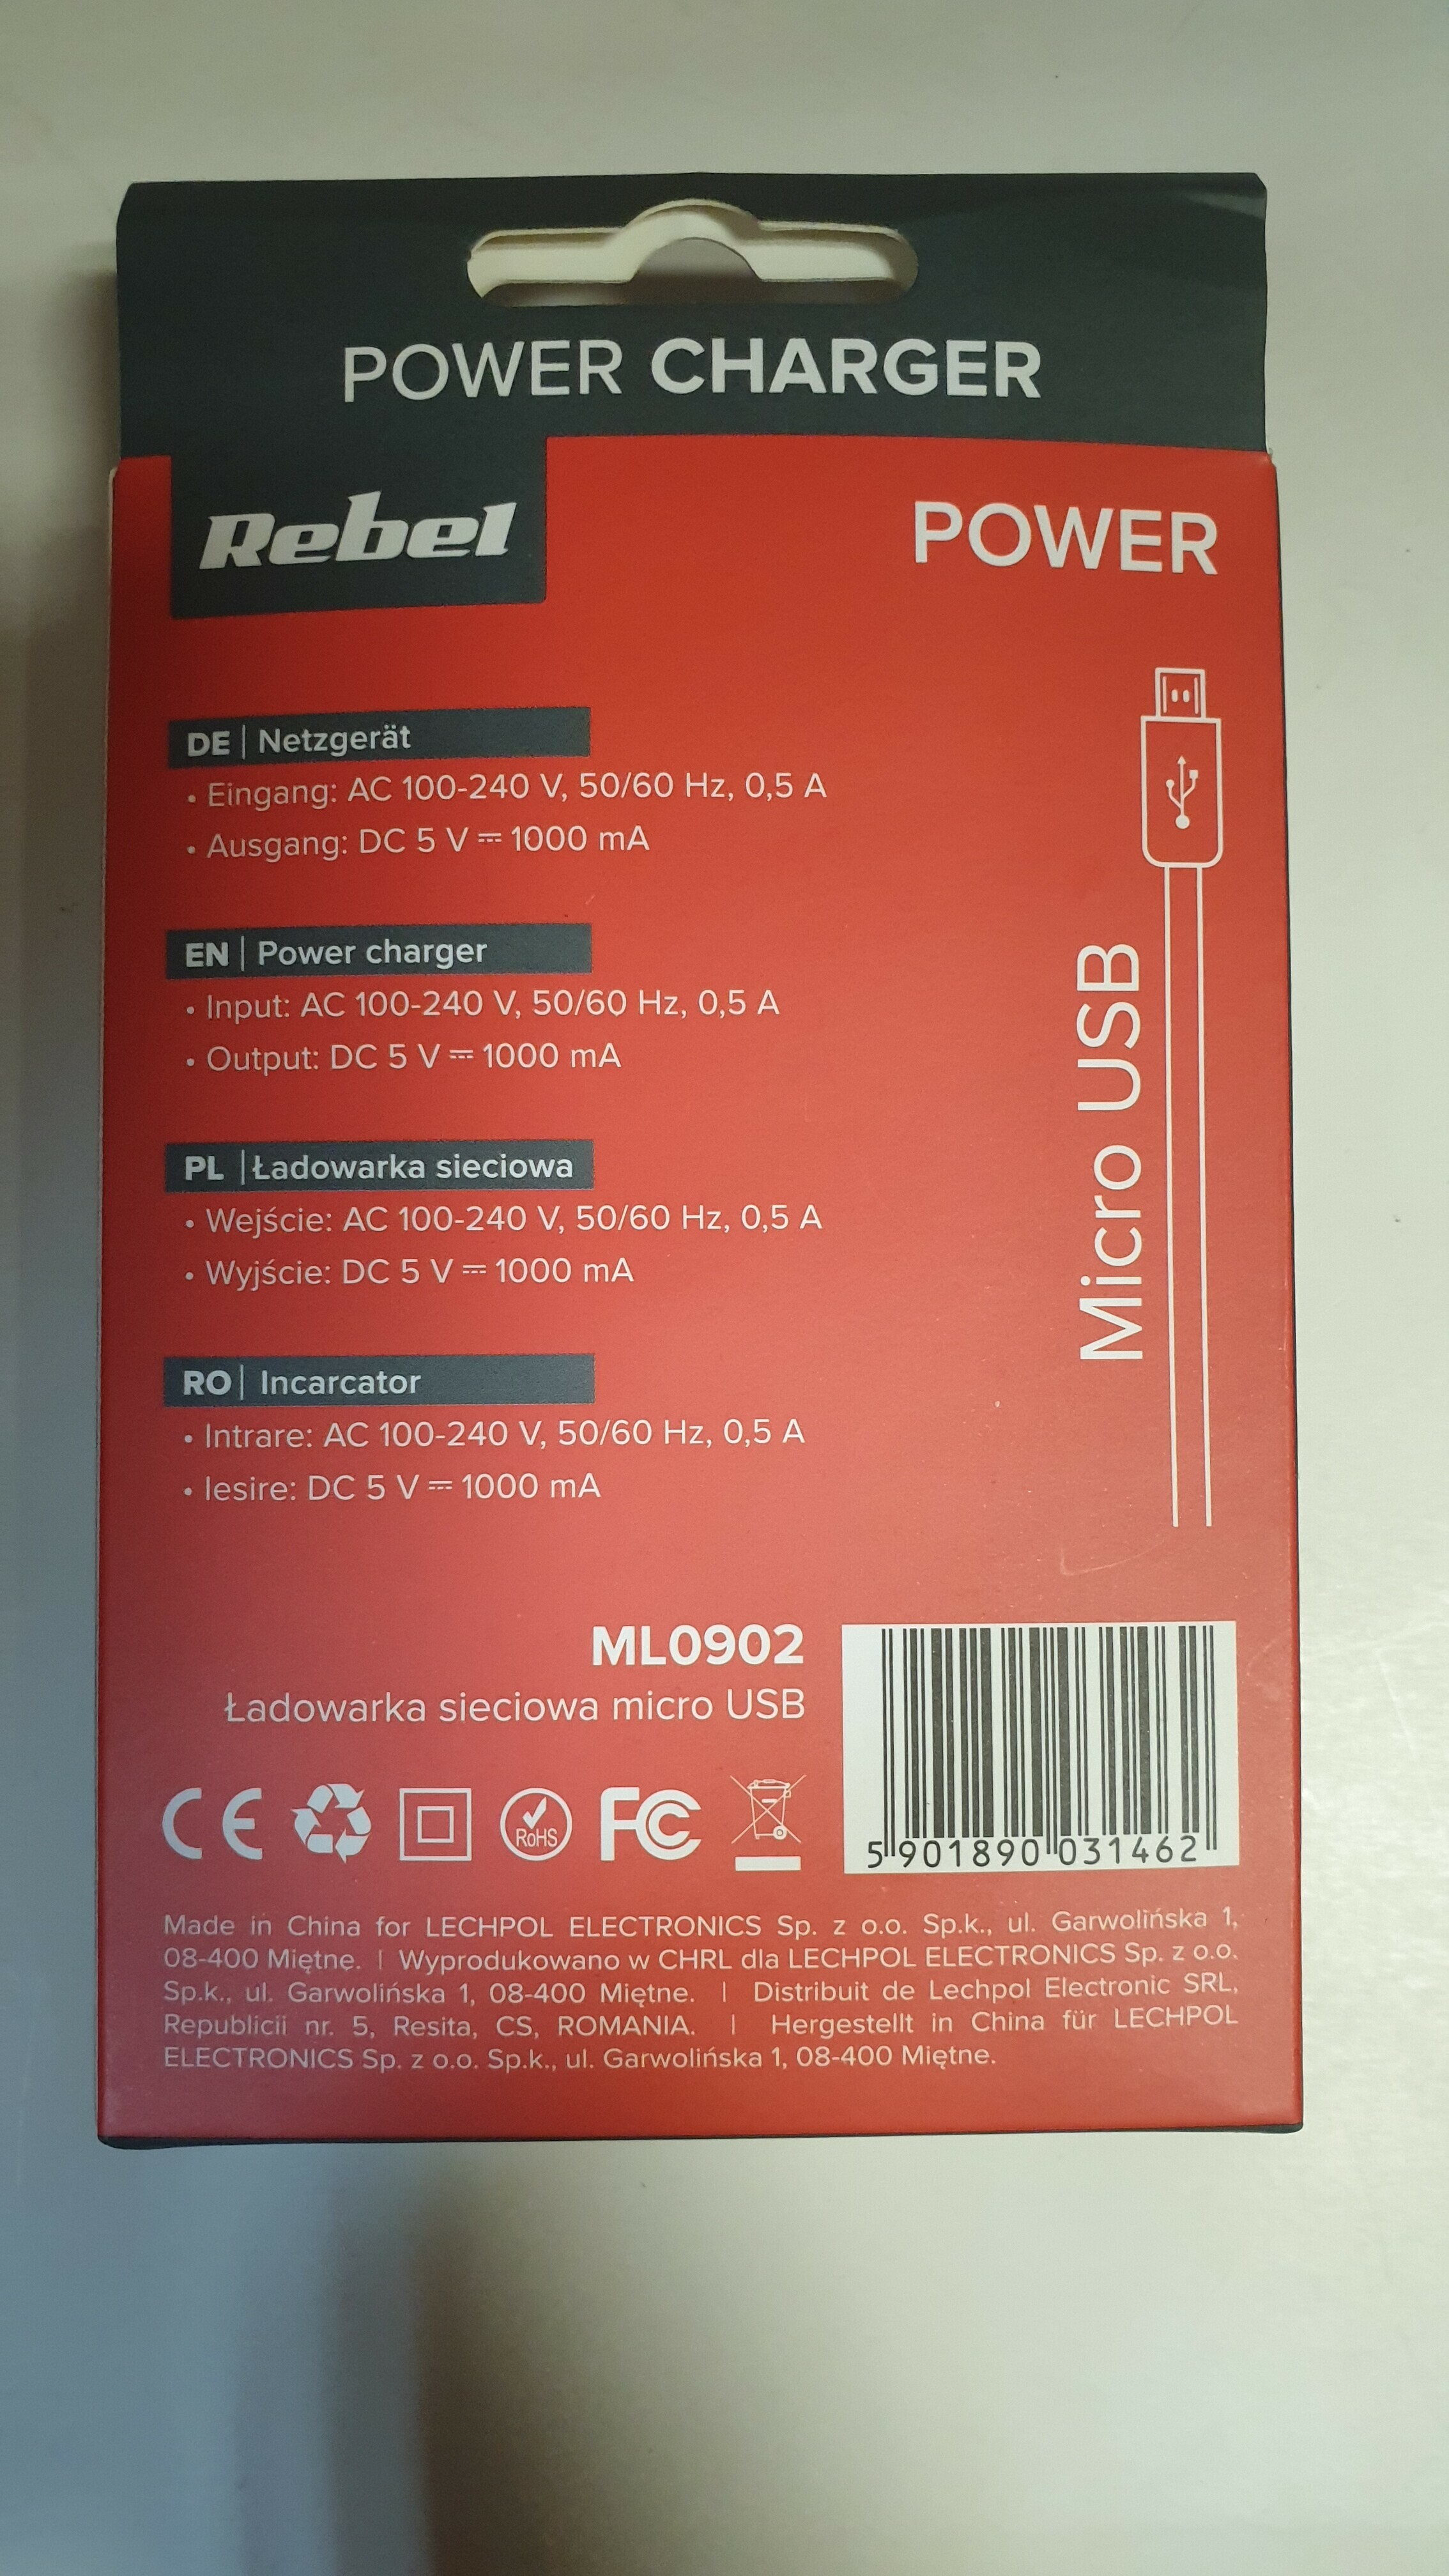 POWER CHARGER
Rebel
POWER
DE | Netzgerät
• Eingang: AC 100-240 V, 50/60 Hz, 0,5 A
• Ausgang: DC 5 V ⎓ 1000 mA
EN | Power charger
• Input: AC 100-240 V, 50/60 Hz, 0,5 A
• Output: DC 5 V ⎓ 1000 mA
PL | Ładowarka sieciowa
• Wejście: AC 100-240 V, 50/60 Hz, 0,5 A
• Wyjście: DC 5 V ⎓ 1000 mA
RO | Incarcator
• Intrare: AC 100-240 V, 50/60 Hz, 0,5 A
• Iesire: DC 5 V ⎓ 1000 mA
Micro USB
ML0902
Ładowarka sieciowa micro USB
CE
RoHS
FC
5 901890 031462
Made in China for LECHPOL ELECTRONICS Sp. z o.o. Sp.k., ul. Garwolińska 1,
08-400 Miętne. | Wyprodukowano w CHRL dla LECHPOL ELECTRONICS Sp. z o.o.
Sp.k., ul. Garwolińska 1, 08-400 Miętne. | Distribuit de Lechpol Electronic SRL,
Republicii nr. 5, Resita, CS, ROMANIA. | Hergestellt in China für LECHPOL
ELECTRONICS Sp. z o.o. Sp.k., ul. Garwolińska 1, 08-400 Miętne.